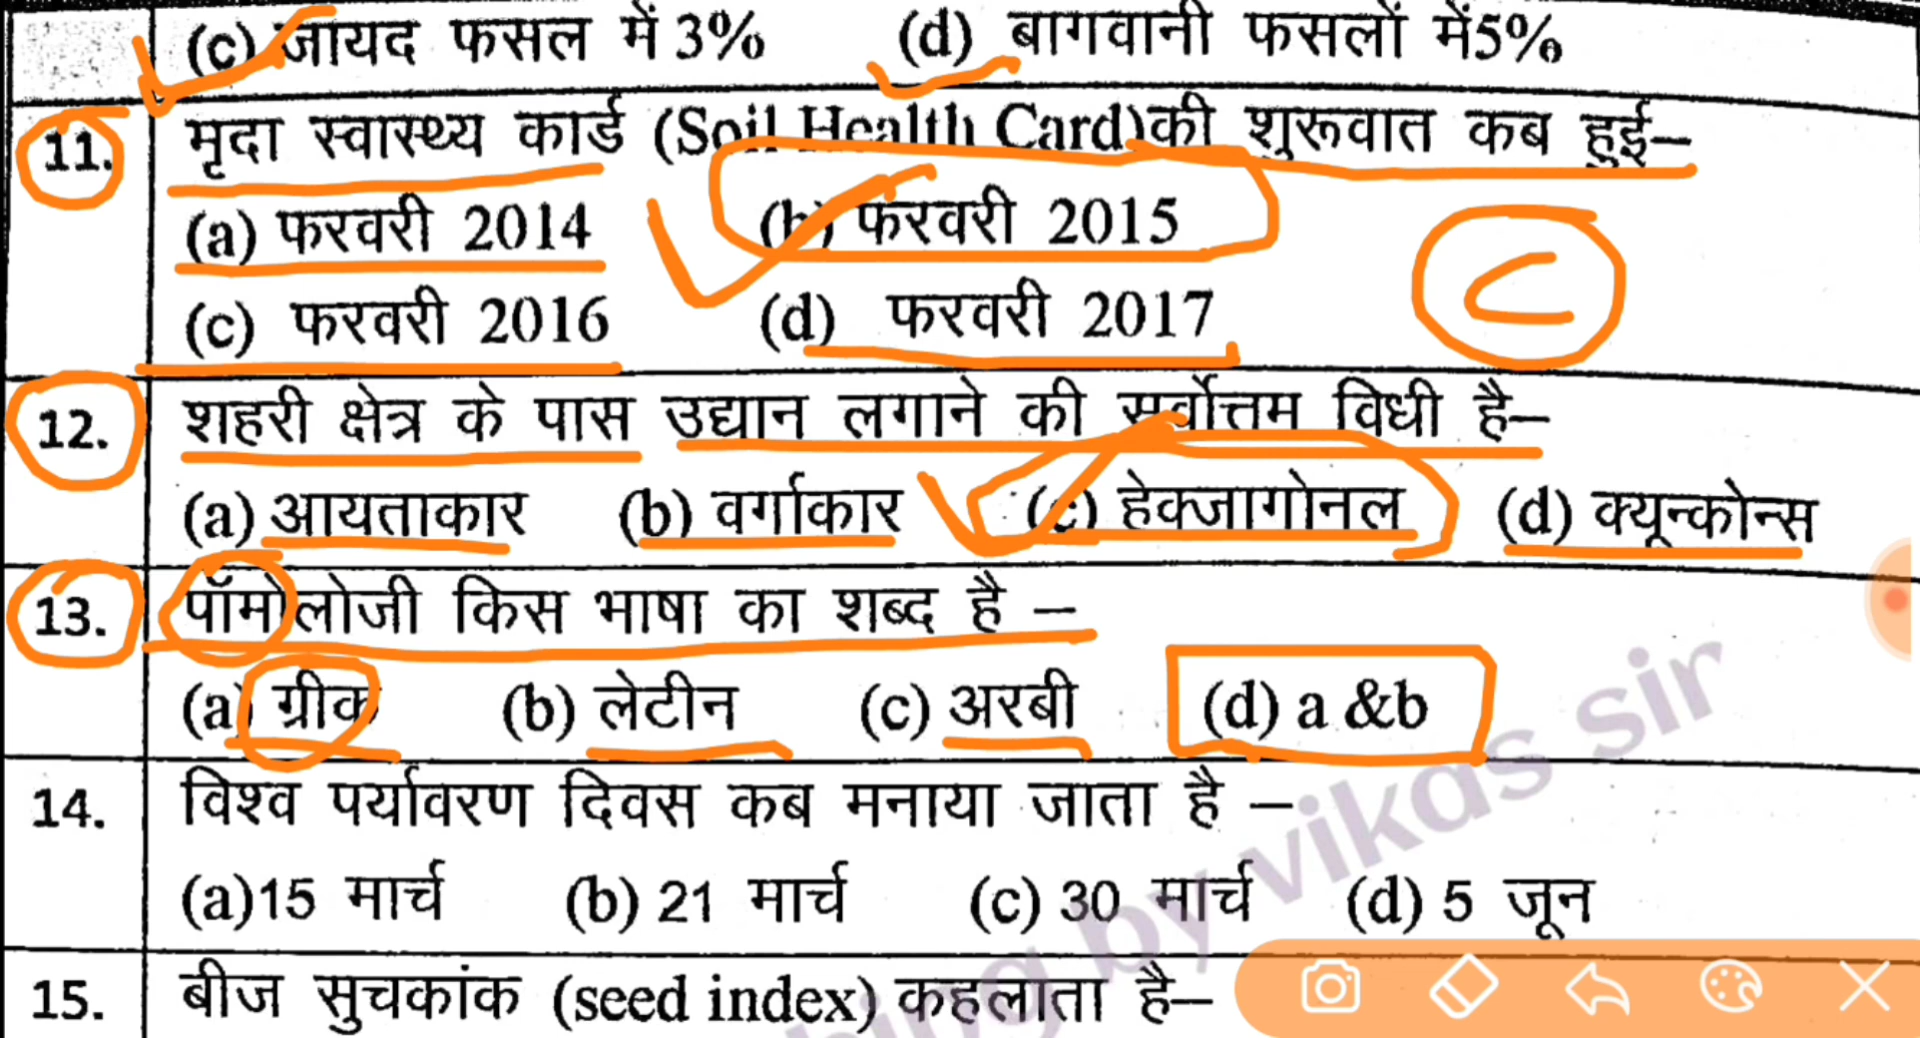 (c) जायद फसल में 3% (d) बागवानी फसलों में5%
11. मृदा स्वास्थ्य कार्ड (Soil Health Card)की शुरूवात कब हुई–
(a) फरवरी 2014 (b) फरवरी 2015
(c) फरवरी 2016 (d) फरवरी 2017
C
12. शहरी क्षेत्र के पास उद्यान लगाने की सर्वोत्तम विधी है–
(a) आयताकार (b) वर्गाकार (c) हेक्जागोनल (d) क्यून्कोन्स
13. पॉमोलोजी किस भाषा का शब्द है –
(a) ग्रीक (b) लेटीन (c) अरबी (d) a &b
14. विश्व पर्यावरण दिवस कब मनाया जाता है –
(a)15 मार्च (b) 21 मार्च (c) 30 मार्च (d) 5 जून
15. बीज सुचकांक (seed index) कहलाता है–
by vikas sir